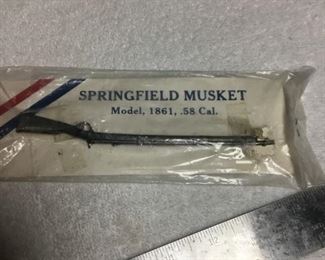 SPRINGFIELD MUSKET
Model, 1861, .58 Cal.